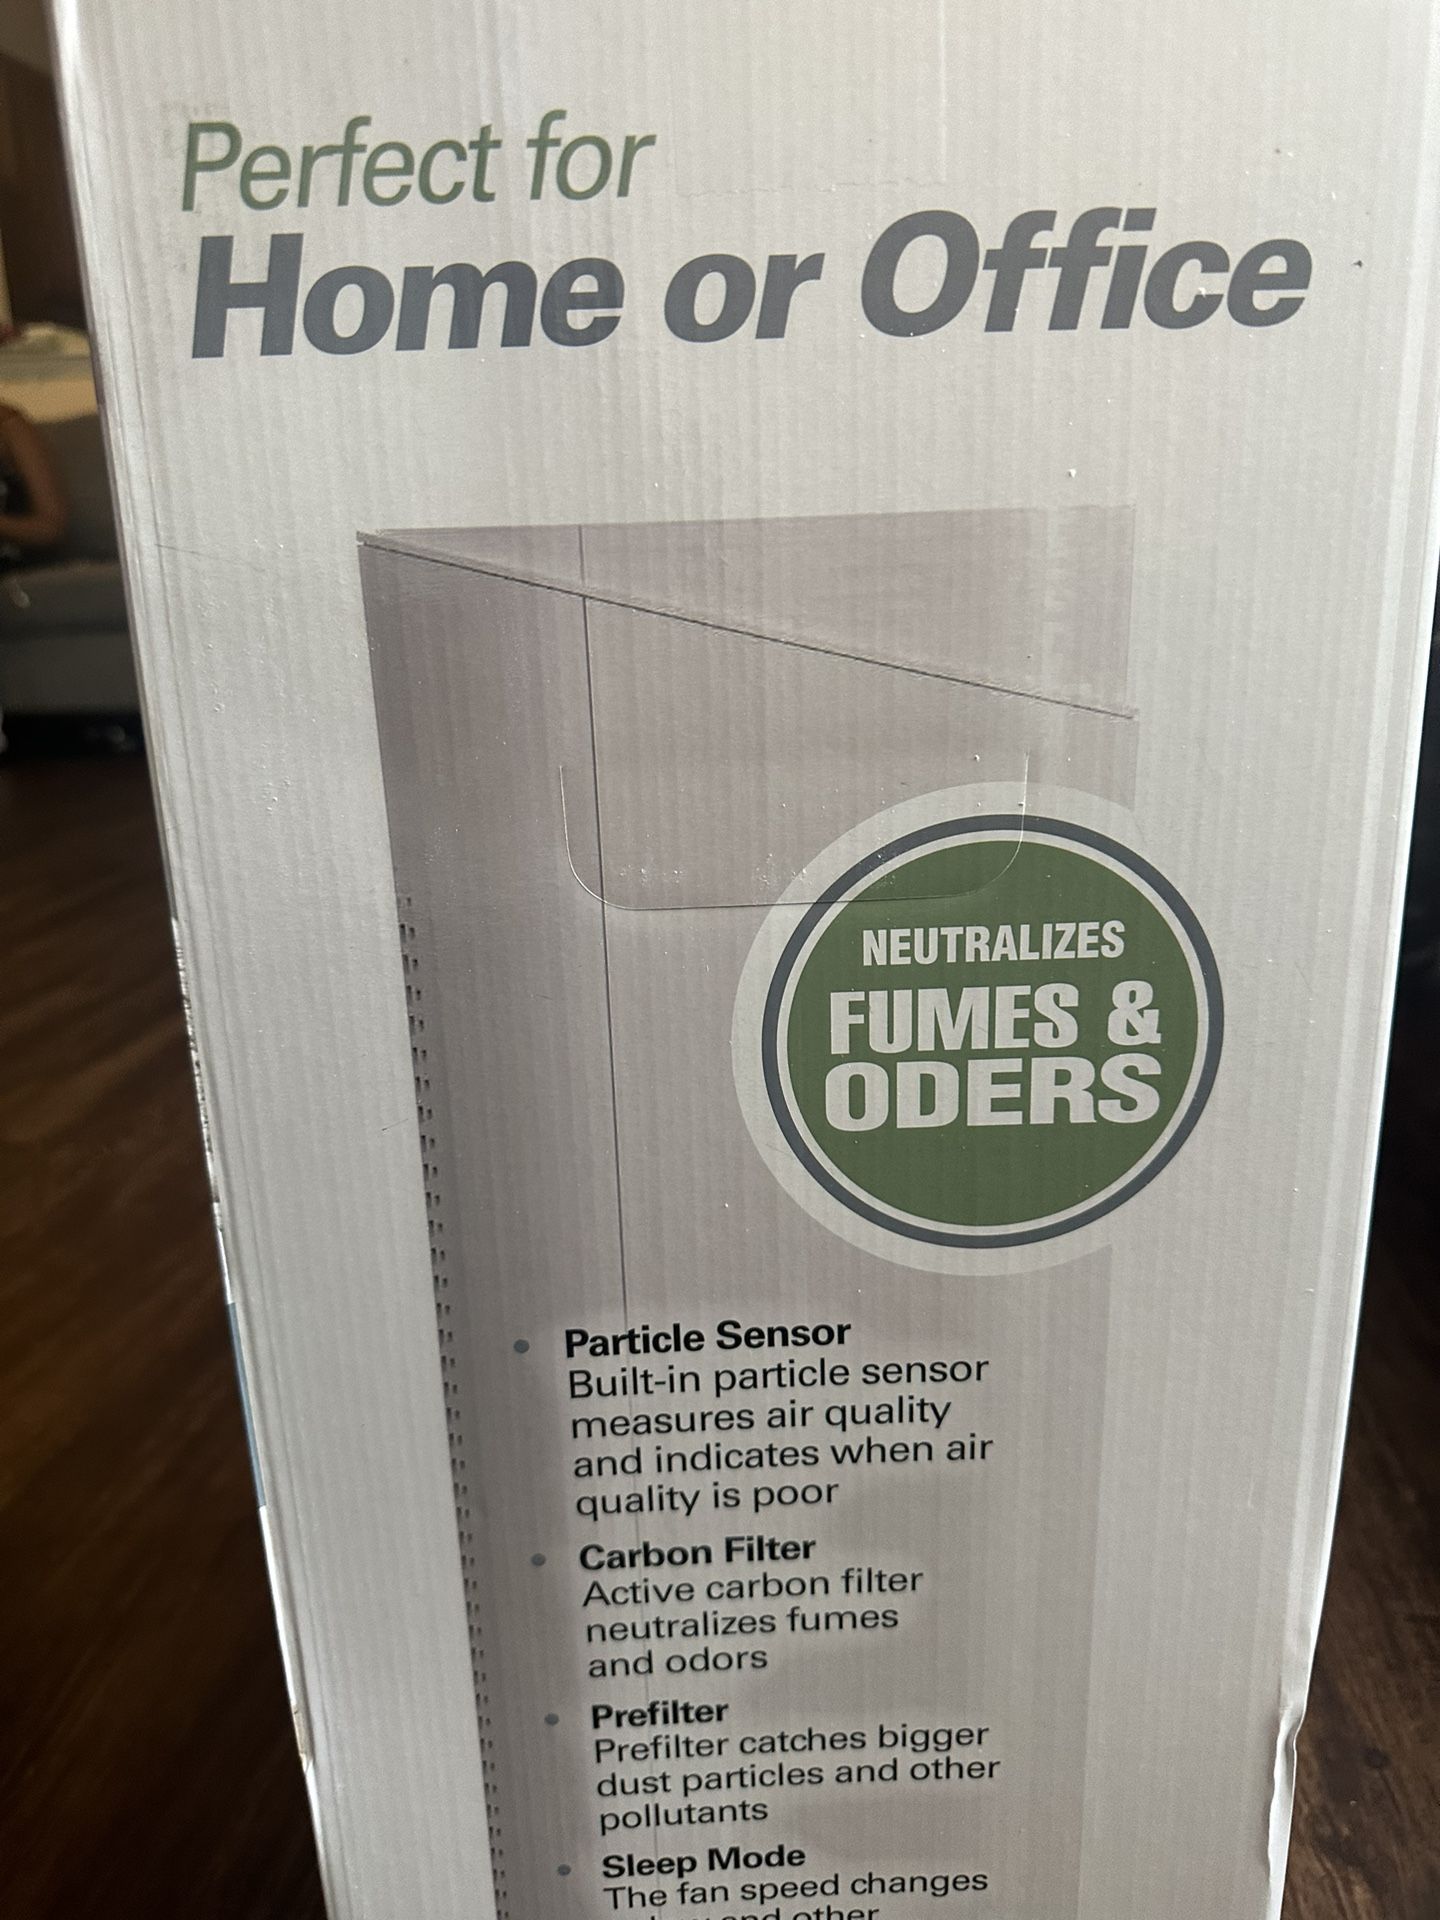 Perfect for
Home or Office
NEUTRALIZES
FUMES &
ODERS
Particle Sensor
Built-in particle sensor
measures air quality
and indicates when air
quality is poor
Carbon Filter
Active carbon filter
neutralizes fumes
and odors
Prefilter
Prefilter catches bigger
dust particles and other
pollutants
Sleep Mode
The fan speed changes
and other